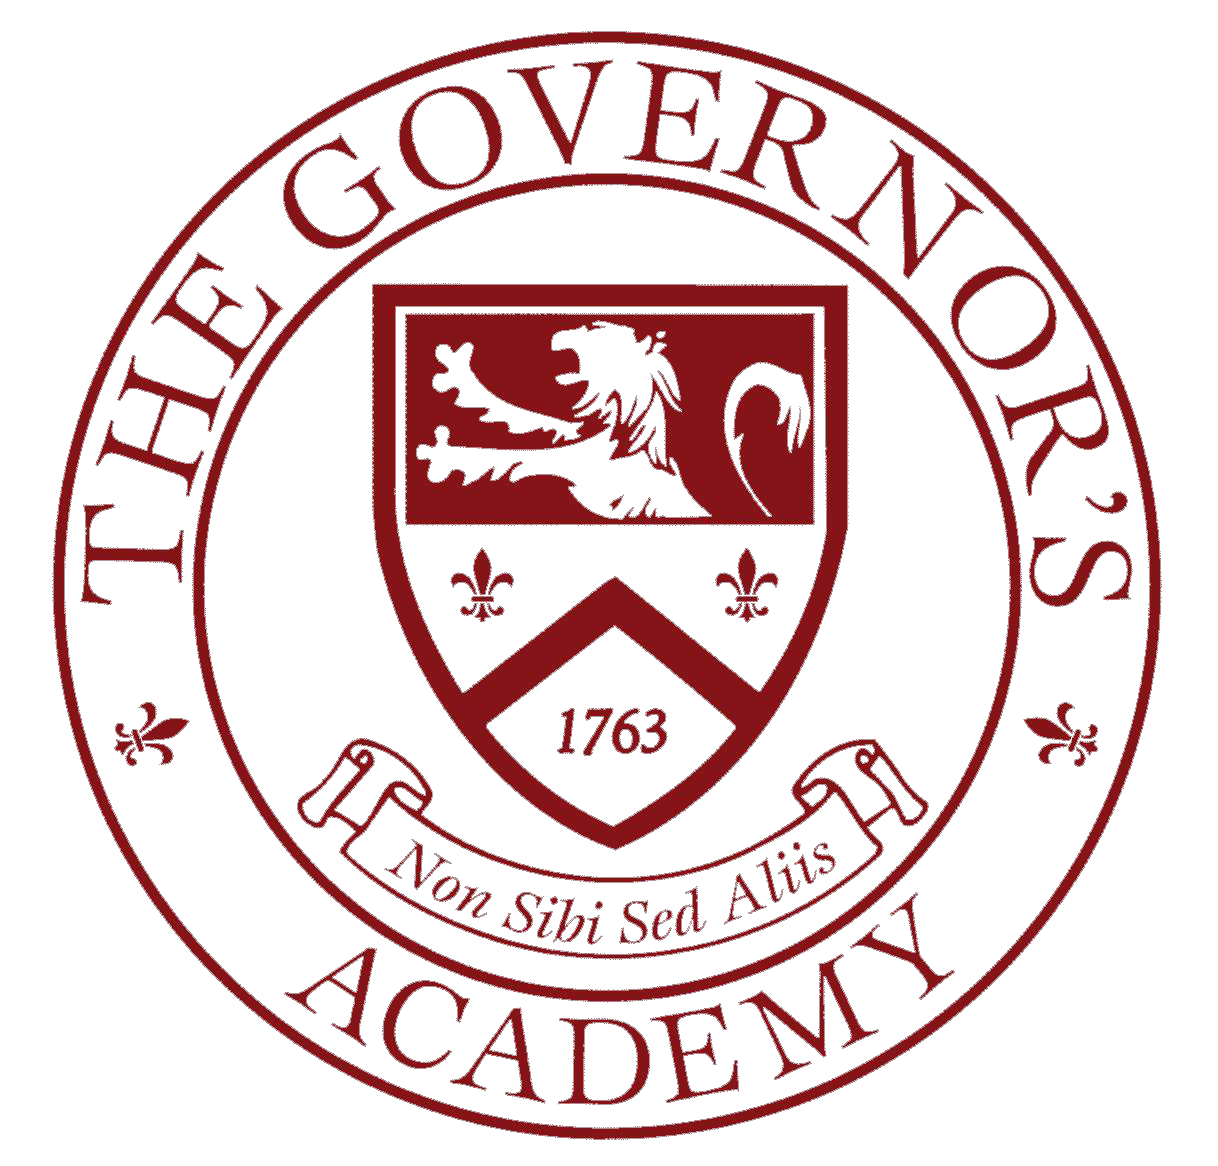 THE GOVERNOR'S
1763
Non Sibi Sed Aliis
ACADEMY